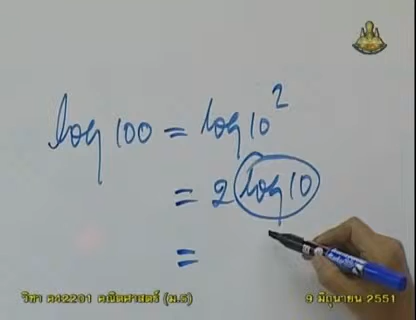 log 100 = log 10²
= 2 log 10
=
วิชา ค42201 คณิตศาสตร์ (ม.5)
9 มิถุนายน 2551